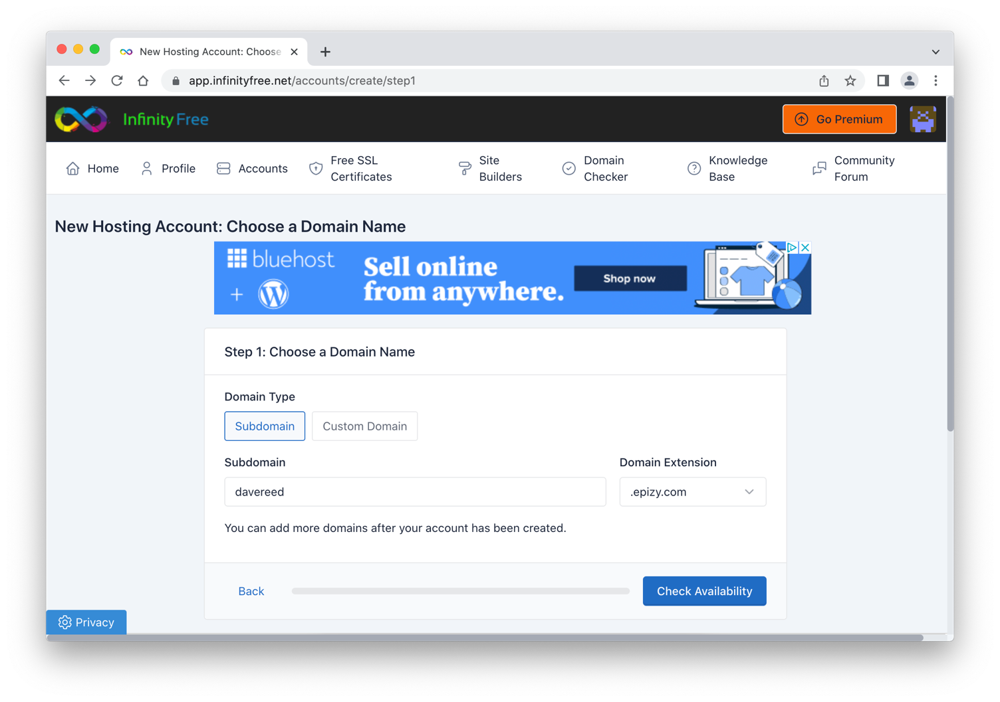 New Hosting Account: Choose
app.infinityfree.net/accounts/create/step1
InfinityFree
Go Premium
Home
Profile
Accounts
Free SSL
Certificates
Site
Builders
Domain
Checker
Knowledge
Base
Community
Forum
New Hosting Account: Choose a Domain Name
bluehost
+ W
Sell online
from anywhere.
Shop now
Step 1: Choose a Domain Name
Domain Type
Subdomain
Custom Domain
Subdomain
Domain Extension
davereed
.epizy.com
You can add more domains after your account has been created.
Back
Check Availability
Privacy